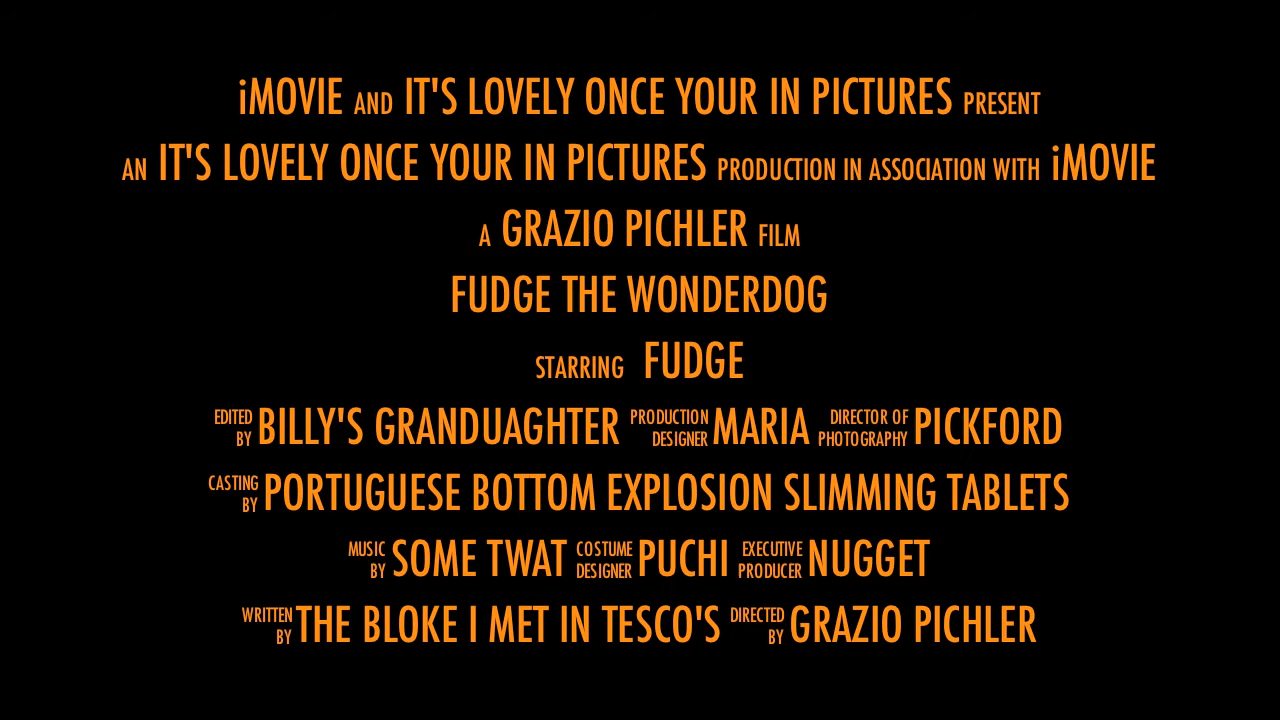 iMOVIE AND IT'S LOVELY ONCE YOUR IN PICTURES PRESENT
AN IT'S LOVELY ONCE YOUR IN PICTURES PRODUCTION IN ASSOCIATION WITH iMOVIE
A GRAZIO PICHLER FILM
FUDGE THE WONDERDOG
STARRING FUDGE
EDITED BY BILLY'S GRANDUAGHTER PRODUCTION DESIGNER MARIA DIRECTOR OF PHOTOGRAPHY PICKFORD
CASTING BY PORTUGUESE BOTTOM EXPLOSION SLIMMING TABLETS
MUSIC BY SOME TWAT COSTUME DESIGNER PUCHI EXECUTIVE PRODUCER NUGGET
WRITTEN BY THE BLOKE I MET IN TESCO'S DIRECTED BY GRAZIO PICHLER